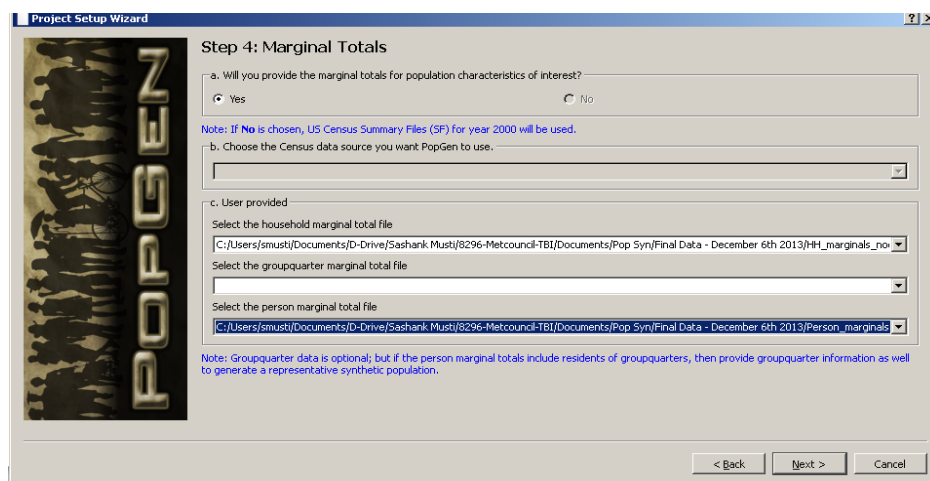 Project Setup Wizard
POPGEN
Step 4: Marginal Totals
a. Will you provide the marginal totals for population characteristics of interest?
Yes
No
Note: If No is chosen, US Census Summary Files (SF) for year 2000 will be used.
b. Choose the Census data source you want PopGen to use.
c. User provided
Select the household marginal total file
C:/Users/smusti/Documents/D-Drive/Sashank Musti/8296-Metcouncil-TBI/Documents/Pop Syn/Final Data - December 6th 2013/HH_marginals_no
Select the groupquarter marginal total file
Select the person marginal total file
C:/Users/smusti/Documents/D-Drive/Sashank Musti/8296-Metcouncil-TBI/Documents/Pop Syn/Final Data - December 6th 2013/Person_marginals
Note: Groupquarter data is optional; but if the person marginal totals include residents of groupquarters, then provide groupquarter information as well
to generate a representative synthetic population.
< Back
Next >
Cancel